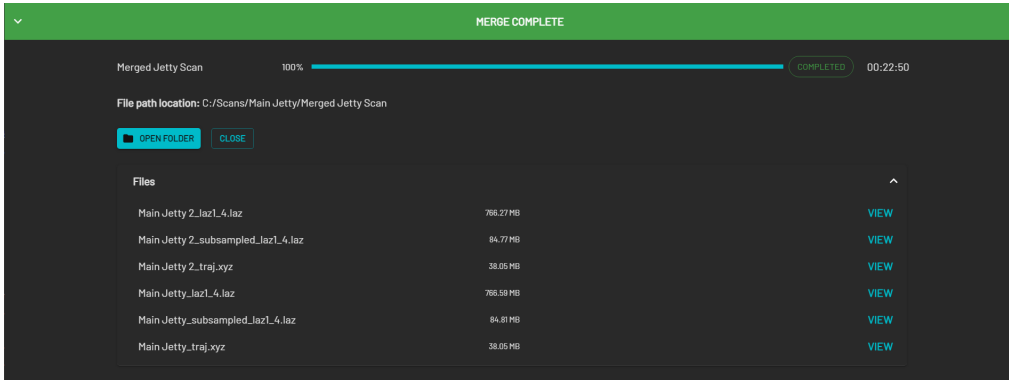 MERGE COMPLETE
Merged Jetty Scan 100% COMPLETED 00:22:50
File path location: C:/Scans/Main Jetty/Merged Jetty Scan
OPEN FOLDER CLOSE
Files
Main Jetty 2_laz1_4.laz 766.27 MB VIEW
Main Jetty 2_subsampled_laz1_4.laz 84.77 MB VIEW
Main Jetty 2_traj.xyz 38.05 MB VIEW
Main Jetty_laz1_4.laz 766.59 MB VIEW
Main Jetty_subsampled_laz1_4.laz 84.81 MB VIEW
Main Jetty_traj.xyz 38.05 MB VIEW